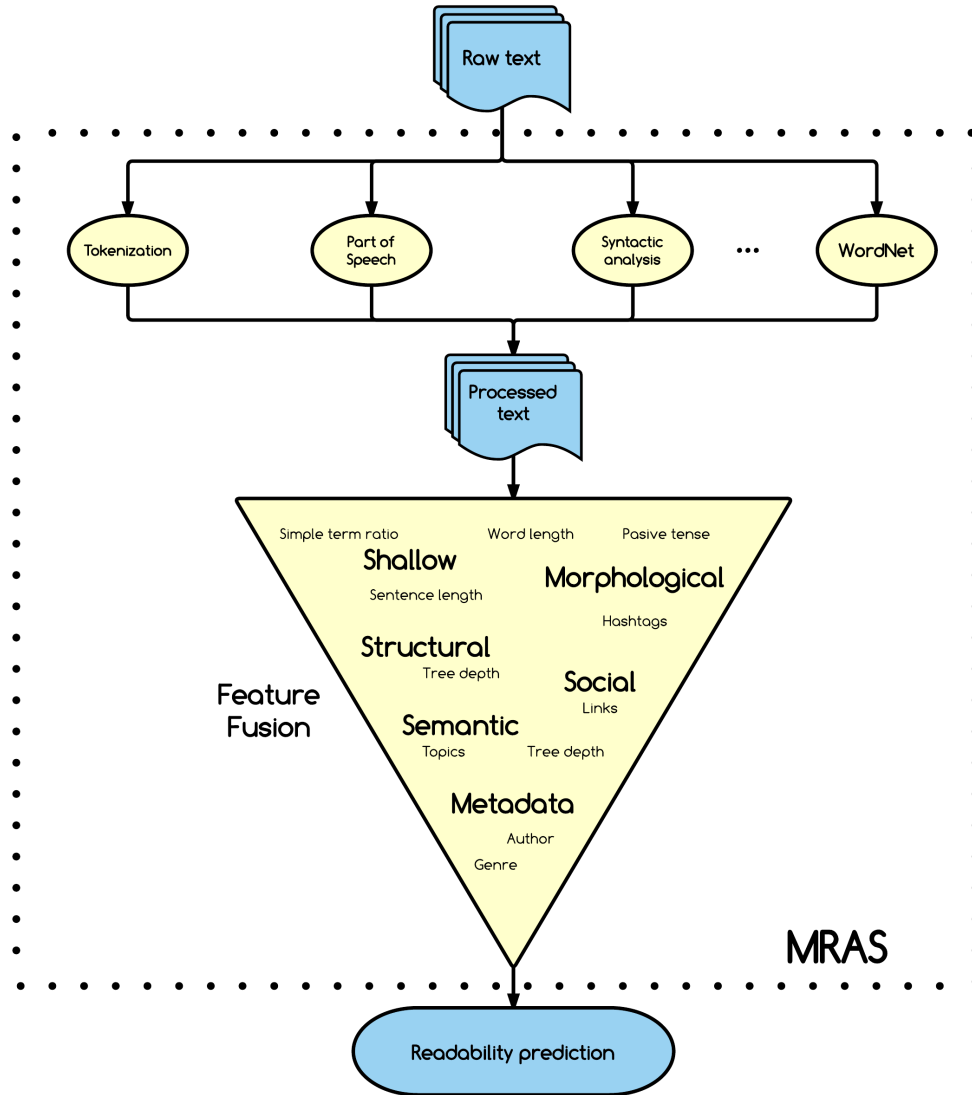 Raw text
Tokenization
Part of
Speech
Syntactic
analysis
...
WordNet
Processed
text
Simple term ratio
Word length
Pasive tense
Shallow
Morphological
Sentence length
Hashtags
Structural
Tree depth
Social
Links
Feature
Fusion
Semantic
Topics
Tree depth
Metadata
Author
Genre
MRAS
Readability prediction